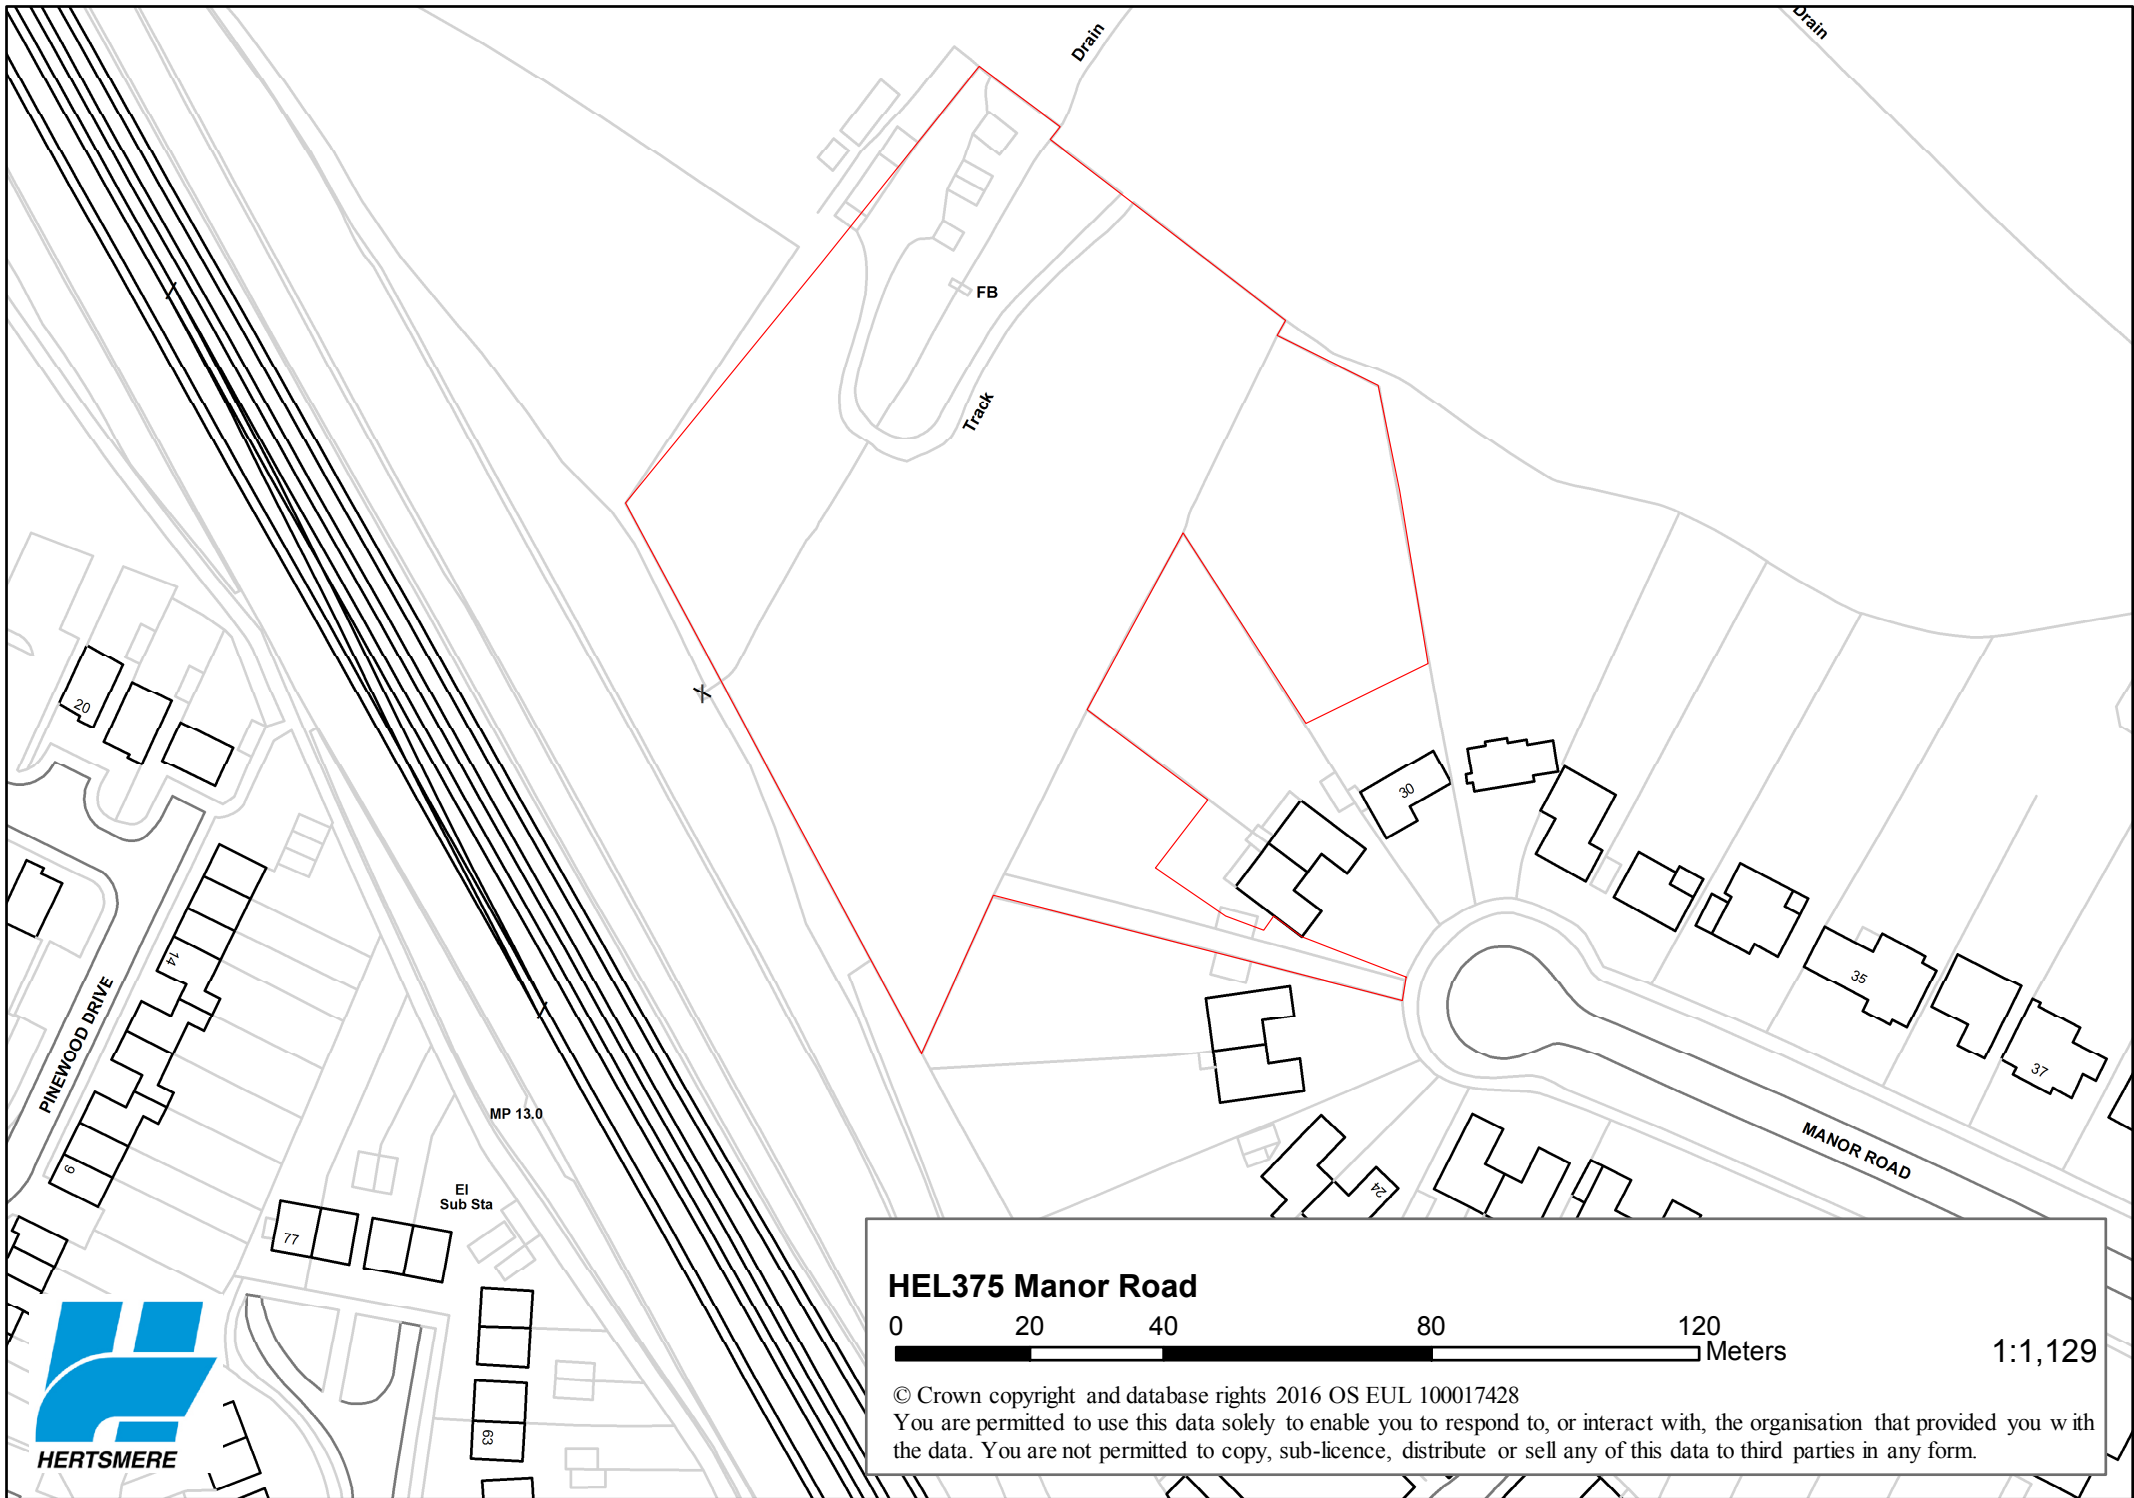 Drain
Drain
FB
Track
20
30
14
35
PINEWOOD DRIVE
37
MP 13.0
MANOR ROAD
9
El
Sub Sta
24
77
63
HEL375 Manor Road
0 20 40 80 120
Meters
1:1,129
© Crown copyright and database rights 2016 OS EUL 100017428
You are permitted to use this data solely to enable you to respond to, or interact with, the organisation that provided you with
the data. You are not permitted to copy, sub-licence, distribute or sell any of this data to third parties in any form.
HERTSMERE